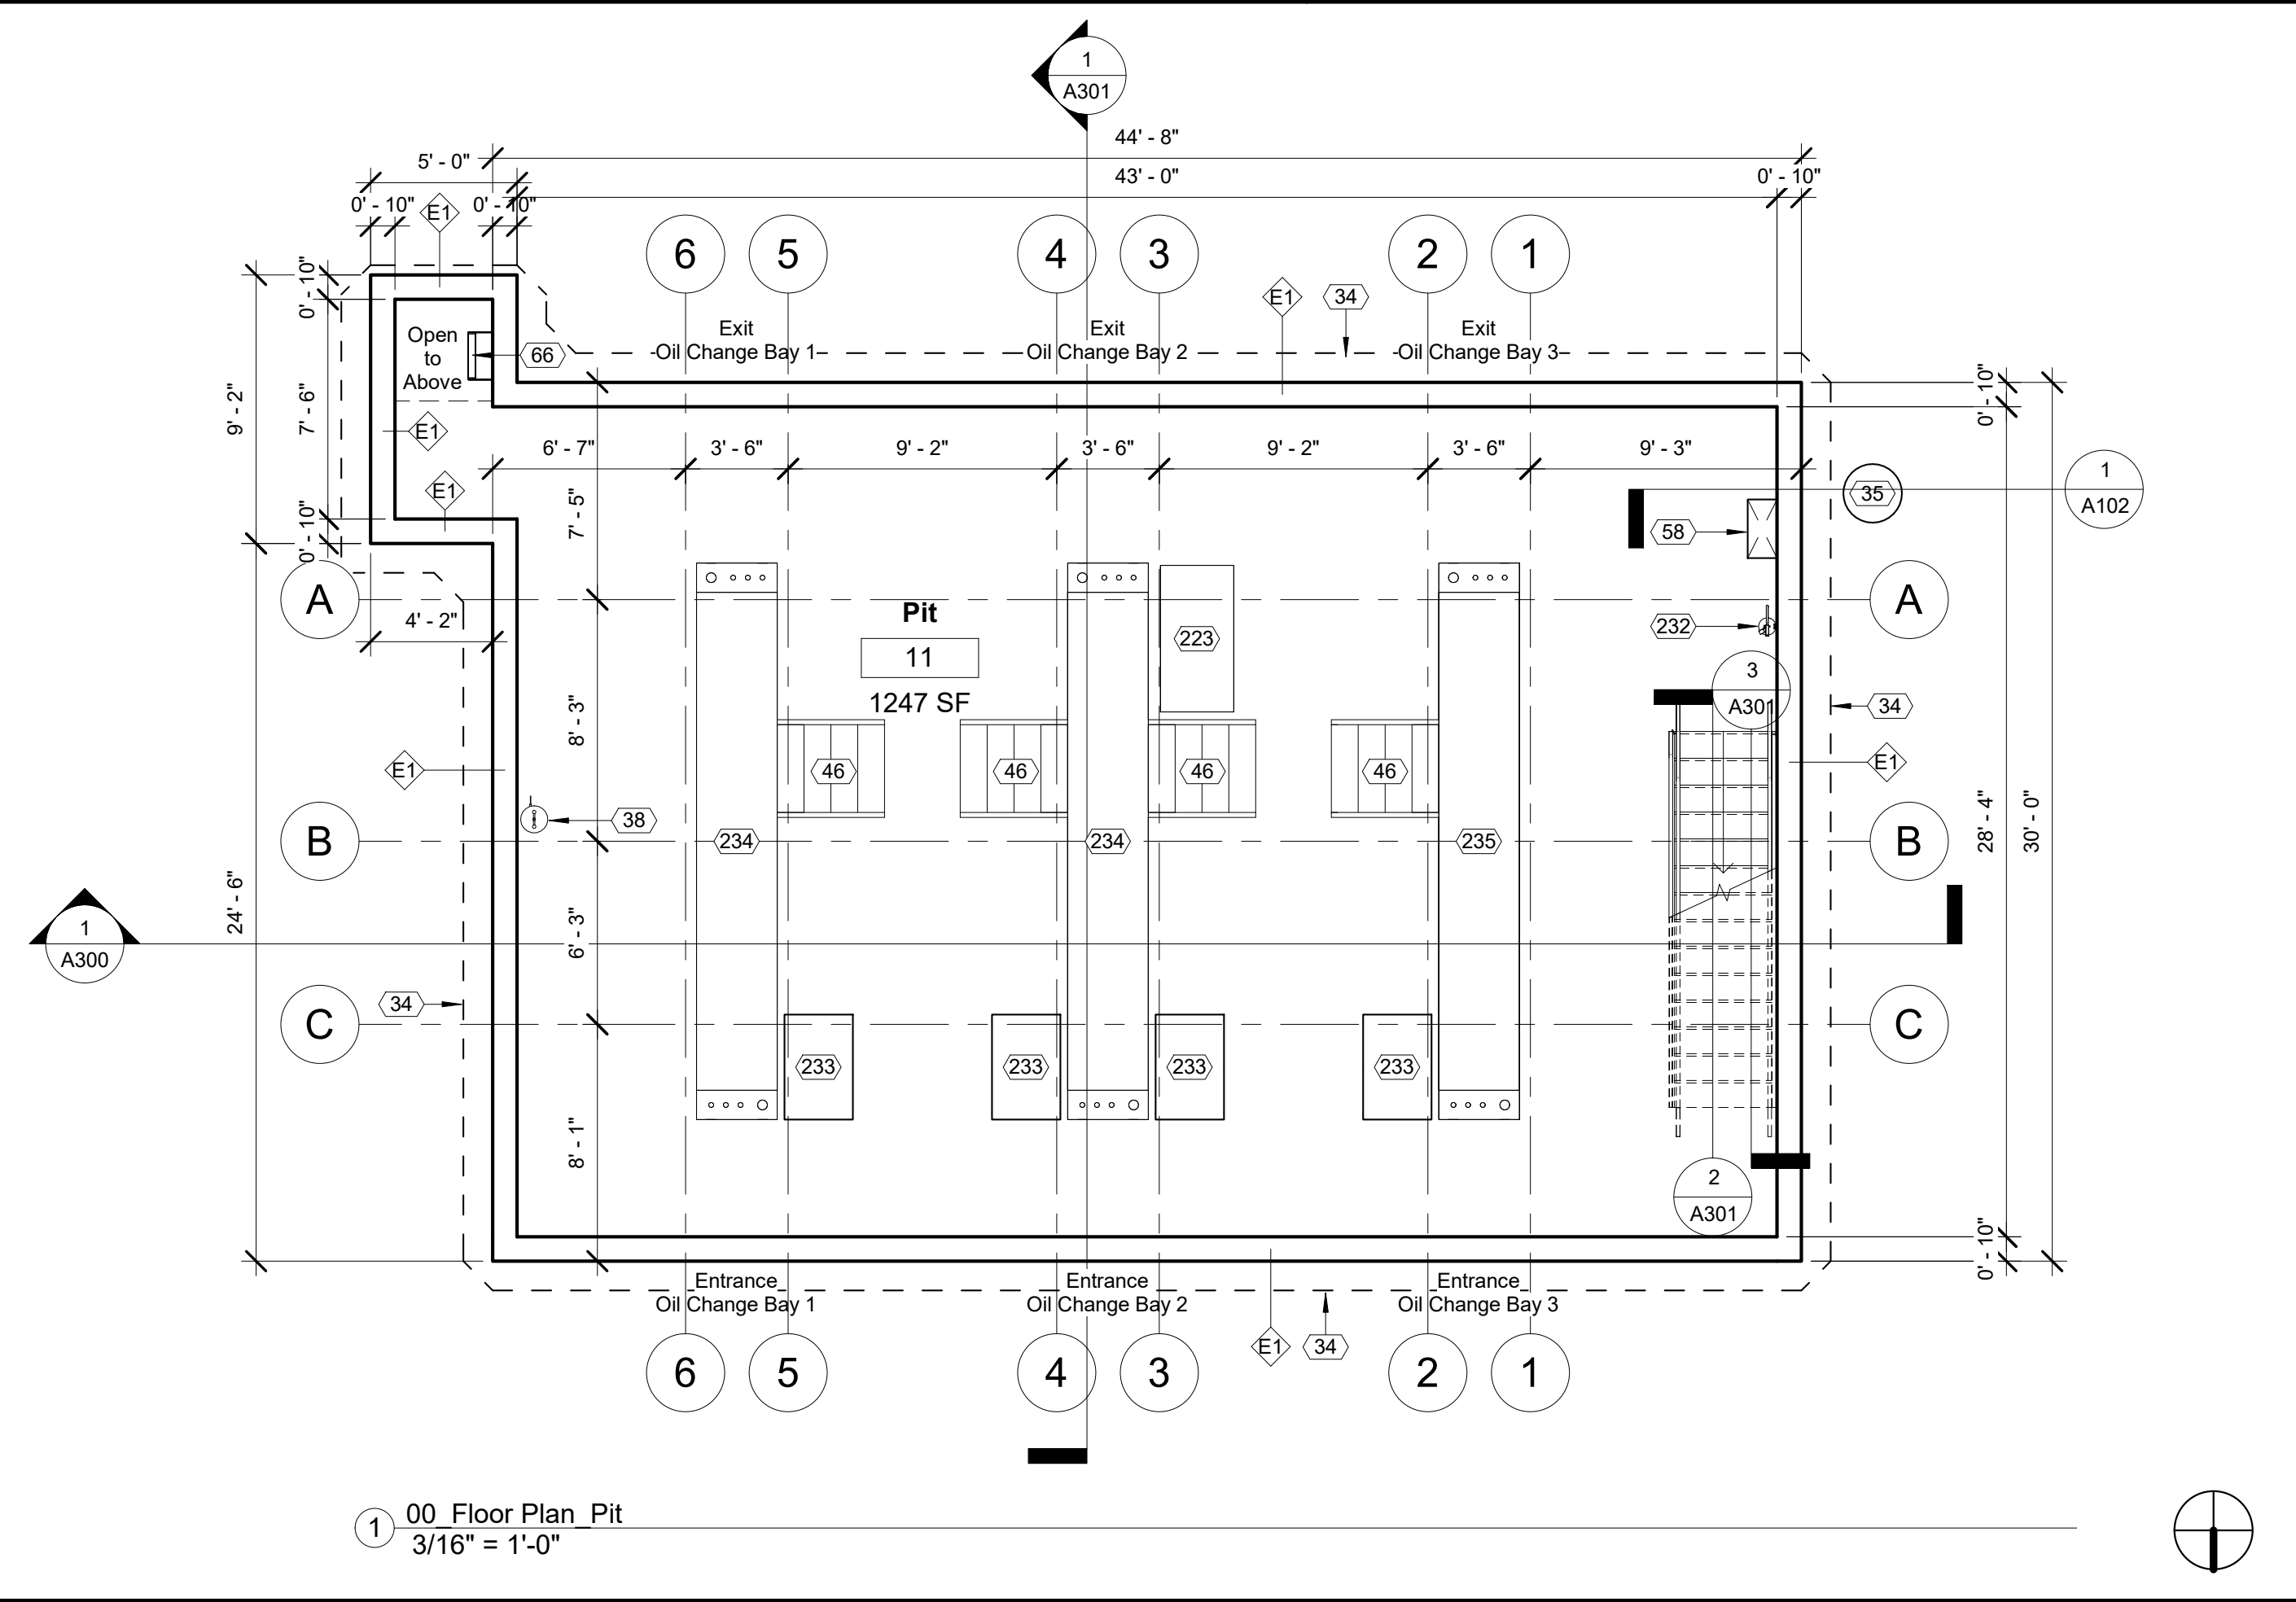 1
A301
44' - 8"
5' - 0"
43' - 0"
0' - 10"
0' - 10"
E1
0' - 10"
6
5
4
3
2
1
0' - 10"
E1
34
Exit
Oil Change Bay 1
Exit
Oil Change Bay 2
Exit
Oil Change Bay 3
Open
to
Above
66
9' - 2"
7' - 6"
0' - 10"
E1
E1
0' - 10"
6' - 7"
3' - 6"
9' - 2"
3' - 6"
9' - 2"
3' - 6"
9' - 3"
7' - 5"
35
1
A102
58
A
4' - 2"
Pit
11
1247 SF
223
232
A
3
A301
34
8' - 3"
E1
46
46
46
46
E1
38
B
234
234
235
B
28' - 4"
30' - 0"
24' - 6"
6' - 3"
1
A300
34
C
233
233
233
233
C
8' - 1"
2
A301
0' - 10"
Entrance
Oil Change Bay 1
Entrance
Oil Change Bay 2
Entrance
Oil Change Bay 3
E1
34
6
5
4
3
2
1
1
00_Floor Plan_Pit
3/16" = 1'-0"